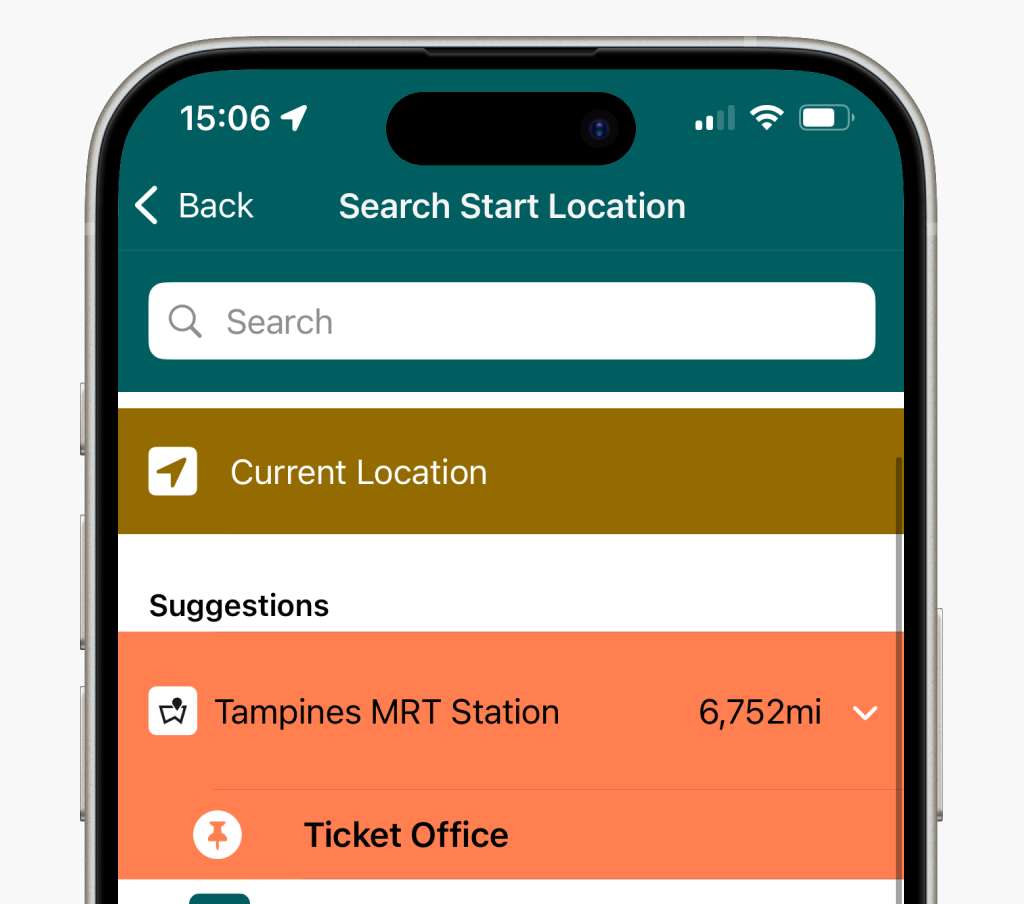 15:06
Back
Search Start Location
Search
Current Location
Suggestions
Tampines MRT Station 6,752mi
Ticket Office